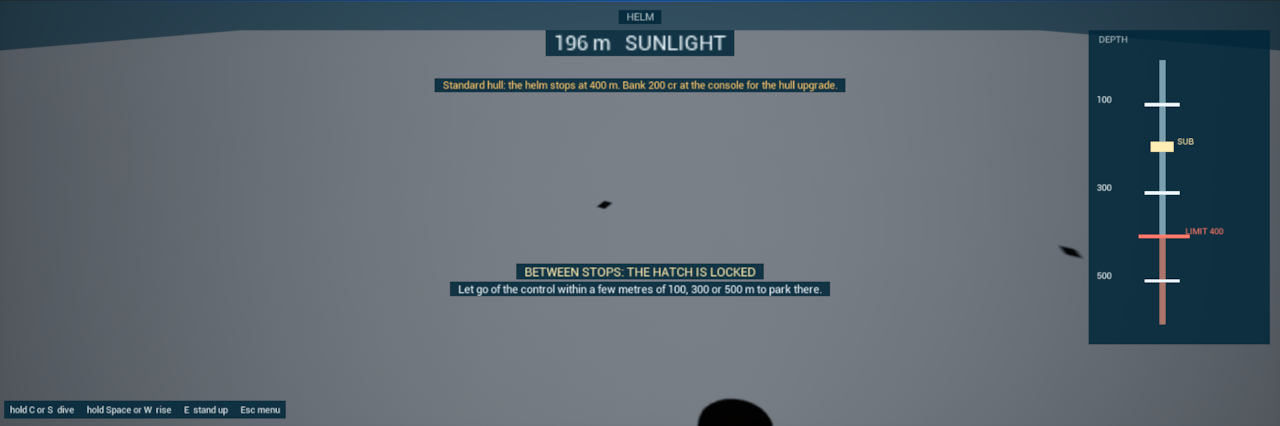 HELM
196 m SUNLIGHT
Standard hull: the helm stops at 400 m. Bank 200 cr at the console for the hull upgrade.
DEPTH
100
SUB
300
LIMIT 400
500
BETWEEN STOPS: THE HATCH IS LOCKED
Let go of the control within a few metres of 100, 300 or 500 m to park there.
hold C or S dive hold Space or W rise E stand up Esc menu